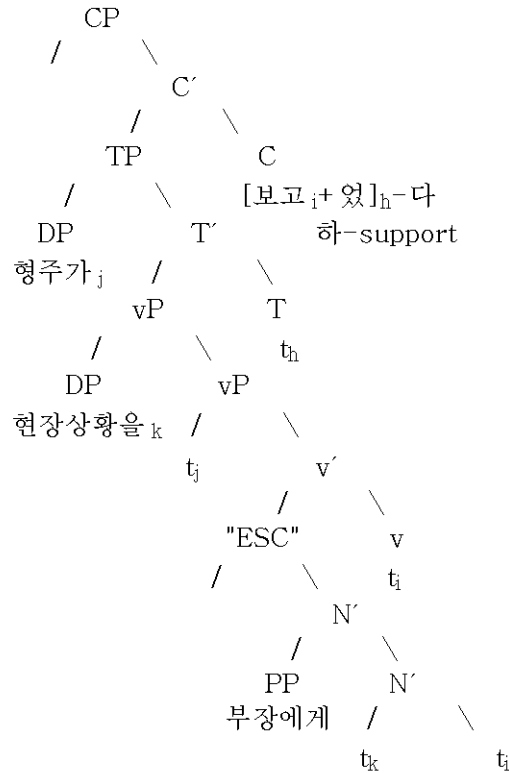 CP
C′
TP C
[보고i+ 었]h-다
DP T′ 하-support
형주가j
vP T
th
DP vP
현장상황을k
tj v′
"ESC" v
ti
N′
PP N′
부장에게
tk ti